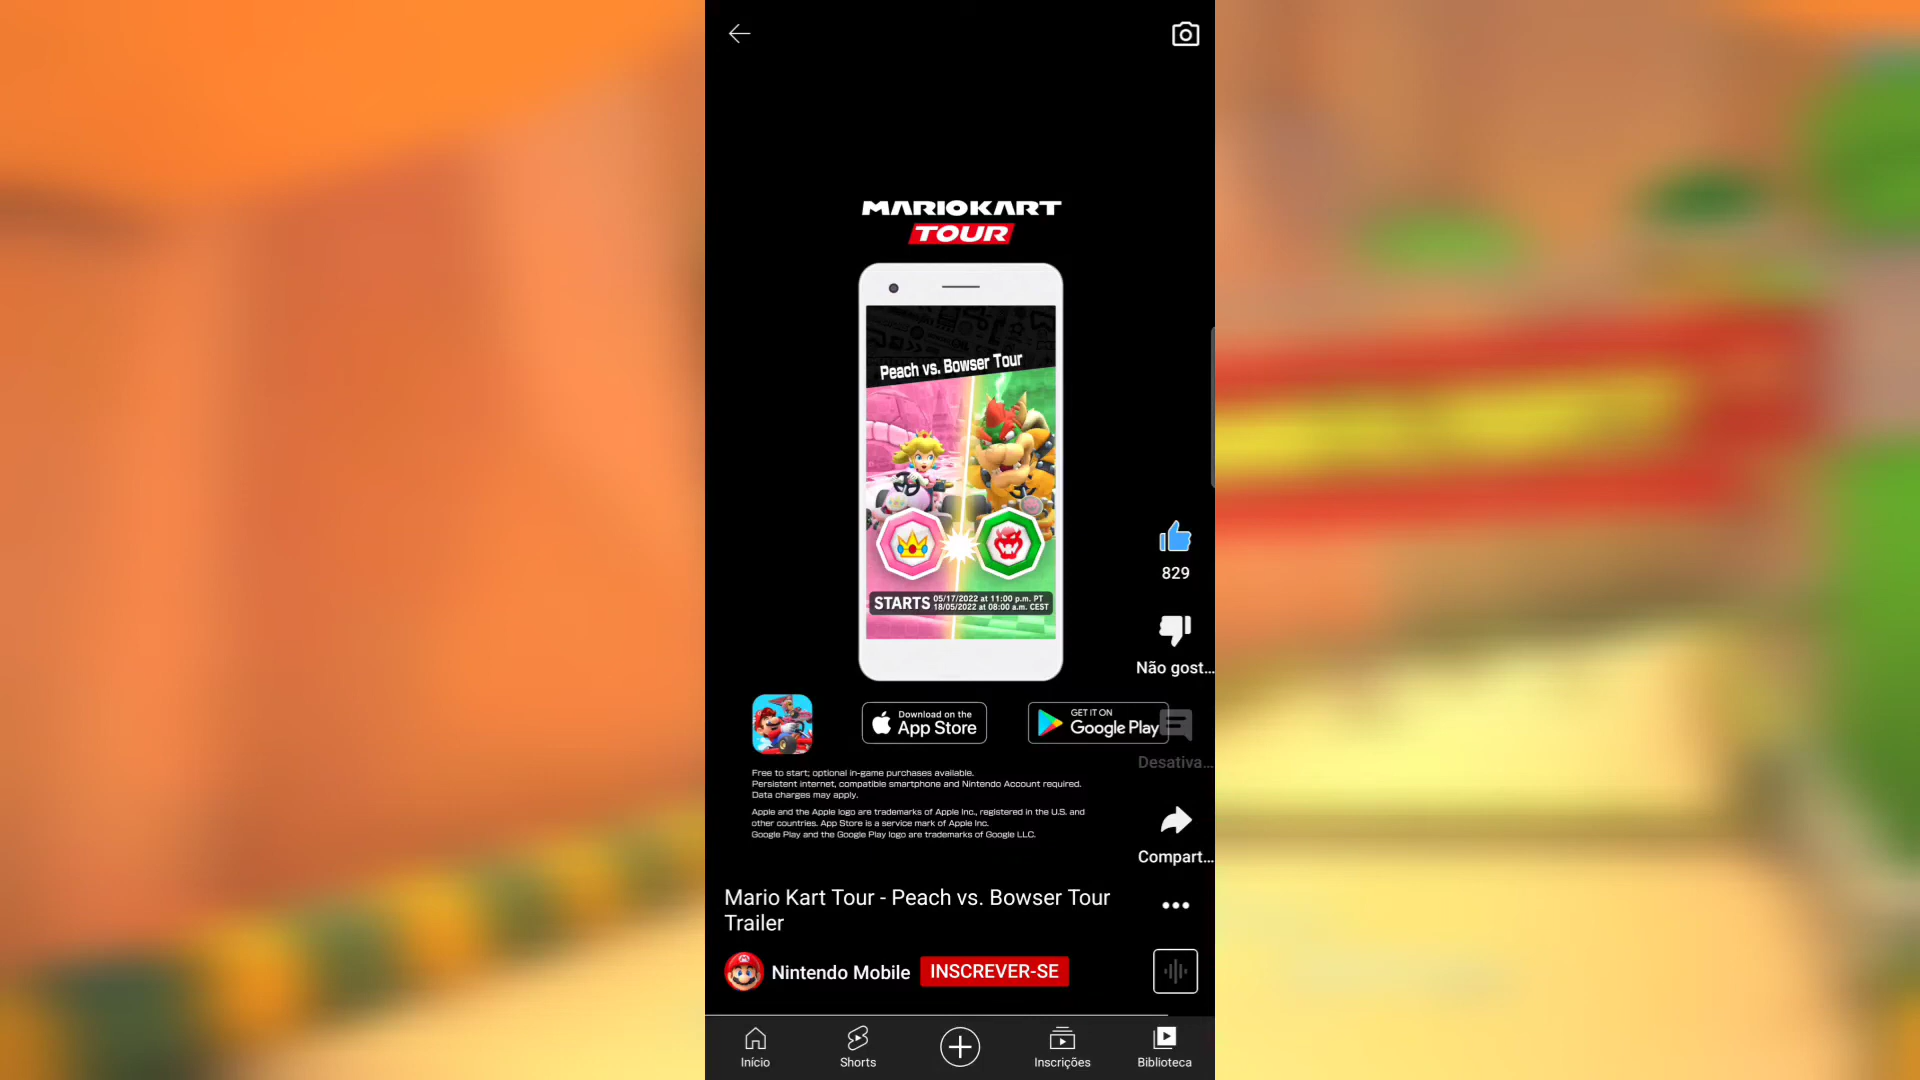 MARIOKART
TOUR
Peach vs. Bowser Tour
STARTS 05/17/2022 at 11:00 p.m. PT
18/05/2022 at 08:00 a.m. CEST
829
Não gost...
Download on the
App Store
GET IT ON
Google Play
Desativa...
Free to start; optional in-game purchases available.
Persistent internet, compatible smartphone and Nintendo Account required.
Data charges may apply.
Apple and the Apple logo are trademarks of Apple Inc., registered in the U.S. and
other countries. App Store is a service mark of Apple Inc.
Google Play and the Google Play logo are trademarks of Google LLC.
Compart...
Mario Kart Tour - Peach vs. Bowser Tour
Trailer
Nintendo Mobile INSCREVER-SE
Início Shorts Inscrições Biblioteca